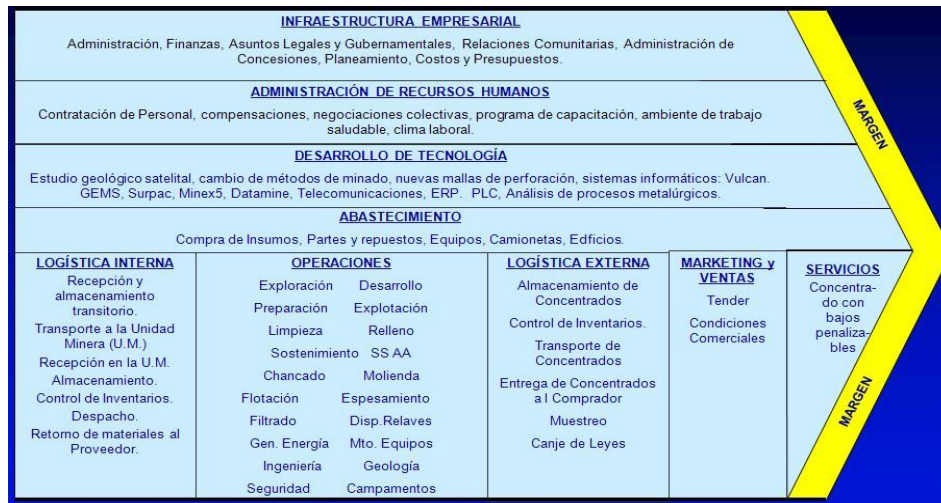 INFRAESTRUCTURA EMPRESARIAL
Administración, Finanzas, Asuntos Legales y Gubernamentales, Relaciones Comunitarias, Administración de
Concesiones, Planeamiento, Costos y Presupuestos.
ADMINISTRACIÓN DE RECURSOS HUMANOS
Contratación de Personal, compensaciones, negociaciones colectivas, programa de capacitación, ambiente de trabajo
saludable, clima laboral.
DESARROLLO DE TECNOLOGÍA
Estudio geológico satelital, cambio de métodos de minado, nuevas mallas de perforación, sistemas informáticos: Vulcan.
GEMS, Surpac, Minex5, Datamine, Telecomunicaciones, ERP. PLC, Análisis de procesos metalúrgicos.
ABASTECIMIENTO
Compra de Insumos, Partes y repuestos, Equipos, Camionetas, Edficios.
LOGÍSTICA INTERNA
Recepción y
almacenamiento
transitorio.
Transporte a la Unidad
Minera (U.M.)
Recepción en la U.M.
Almacenamiento.
Control de Inventarios.
Despacho.
Retorno de materiales al
Proveedor.
OPERACIONES
Exploración Desarrollo
Preparación Explotación
Limpieza Relleno
Sostenimiento SS AA
Chancado Molienda
Flotación Espesamiento
Filtrado Disp.Relaves
Gen. Energía Mto. Equipos
Ingeniería Geología
Seguridad Campamentos
LOGÍSTICA EXTERNA
Almacenamiento de
Concentrados
Control de Inventarios.
Transporte de
Concentrados
Entrega de Concentrados
a l Comprador
Muestreo
Canje de Leyes
MARKETING y
VENTAS
Tender
Condiciones
Comerciales
SERVICIOS
Concentra-
do con
bajos
penaliza-
bles
MARGEN
MARGEN